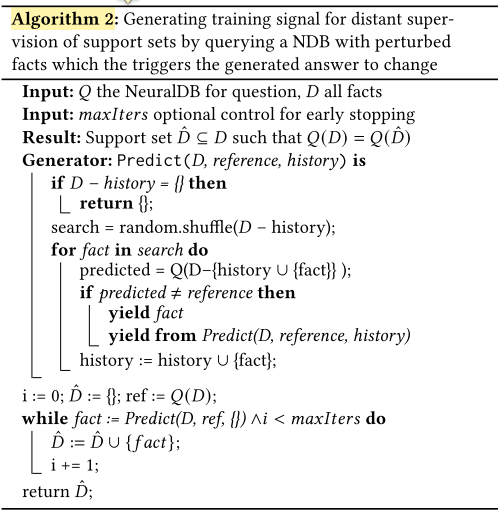 Algorithm 2: Generating training signal for distant super-
vision of support sets by querying a NDB with perturbed
facts which the triggers the generated answer to change
Input: Q the NeuralDB for question, D all facts
Input: maxIters optional control for early stopping
Result: Support set D̂ ⊆ D such that Q(D) = Q(D̂)
Generator: Predict(D, reference, history) is
if D − history = {} then
return {};
search = random.shuffle(D − history);
for fact in search do
predicted = Q(D−{history ∪ {fact}} );
if predicted ≠ reference then
yield fact
yield from Predict(D, reference, history)
history := history ∪ {fact};
i := 0; D̂ := {}; ref := Q(D);
while fact := Predict(D, ref, {}) ∧i < maxIters do
D̂ := D̂ ∪ {fact};
i += 1;
return D̂;